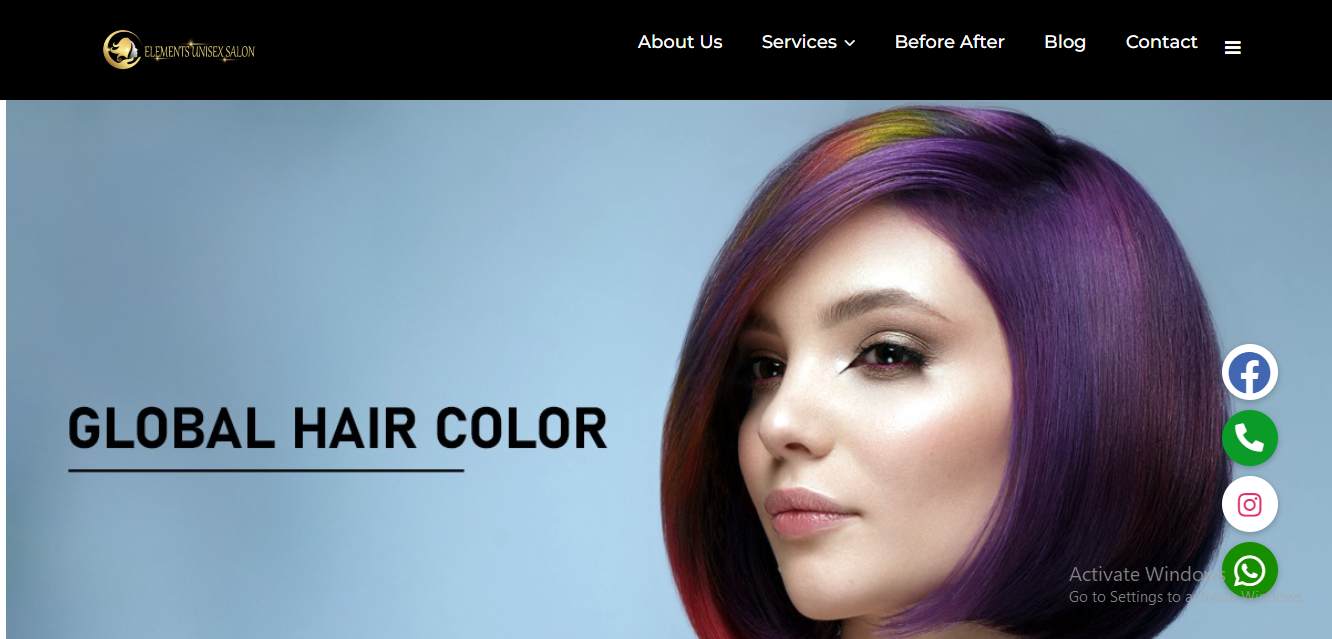 ELEMENTS UNISEX SALON
About Us
Services
Before After
Blog
Contact
GLOBAL HAIR COLOR
Activate Windows
Go to Settings to activate Windows.